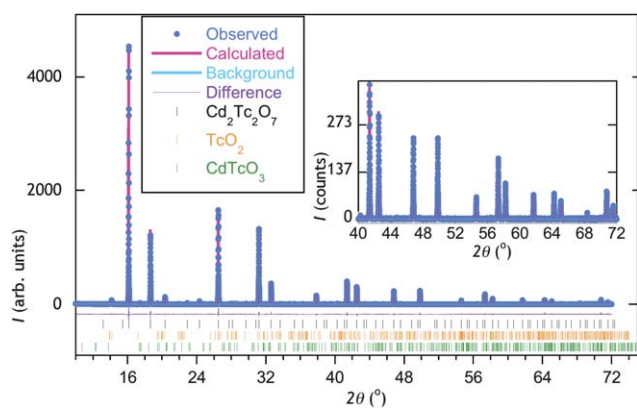 Observed
Calculated
Background
Difference
Cd₂Tc₂O₇
TcO₂
CdTcO₃
4000
2000
0
I (arb. units)
16 24 32 40 48 56 64 72
2θ (°)
273
137
0
I (counts)
40 44 48 52 56 60 64 68 72
2θ (°)